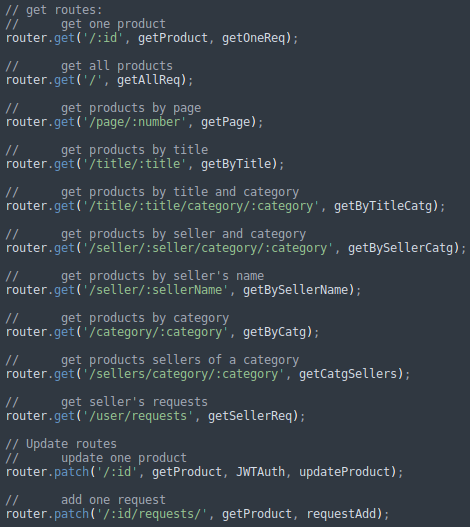 // get routes:
//      get one product
router.get('/:id', getProduct, getOneReq);
//      get all products
router.get('/', getAllReq);
//      get products by page
router.get('/page/:number', getPage);
//      get products by title
router.get('/title/:title', getByTitle);
//      get products by title and category
router.get('/title/:title/category/:category', getByTitleCatg);
//      get products by seller and category
router.get('/seller/:seller/category/:category', getBySellerCatg);
//      get products by seller's name
router.get('/seller/:sellerName', getBySellerName);
//      get products by category
router.get('/category/:category', getByCatg);
//      get products sellers of a category
router.get('/sellers/category/:category', getCatgSellers);
//      get seller's requests
router.get('/user/requests', getSellerReq);
// Update routes
//      update one product
router.patch('/:id', getProduct, JWTAuth, updateProduct);
//      add one request
router.patch('/:id/requests/', getProduct, requestAdd);